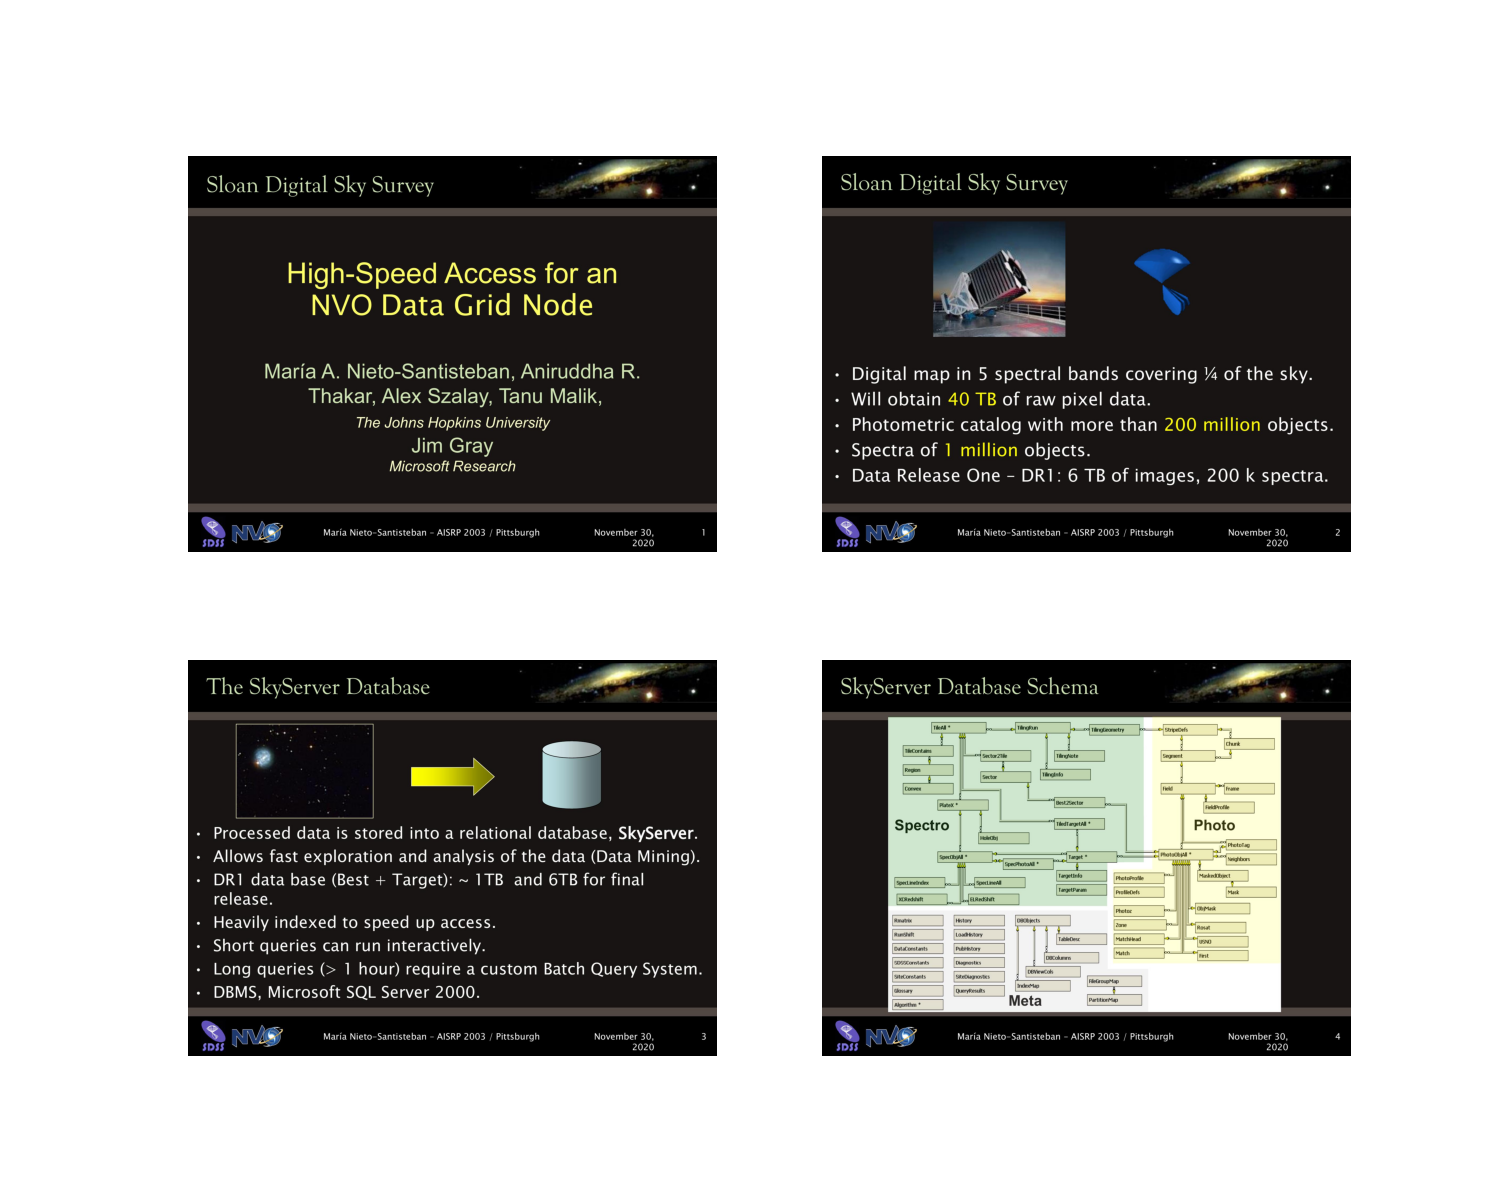 Sloan Digital Sky Survey
High-Speed Access for an
NVO Data Grid Node
María A. Nieto-Santisteban, Aniruddha R.
Thakar, Alex Szalay, Tanu Malik,
The Johns Hopkins University
Jim Gray
Microsoft Research
SDSS NVO María Nieto-Santisteban - AISRP 2003 / Pittsburgh November 30, 1
2020
Sloan Digital Sky Survey
• Digital map in 5 spectral bands covering ¼ of the sky.
• Will obtain 40 TB of raw pixel data.
• Photometric catalog with more than 200 million objects.
• Spectra of 1 million objects.
• Data Release One – DR1: 6 TB of images, 200 k spectra.
SDSS NVO María Nieto-Santisteban - AISRP 2003 / Pittsburgh November 30, 2
2020
The SkyServer Database
• Processed data is stored into a relational database, SkyServer.
• Allows fast exploration and analysis of the data (Data Mining).
• DR1 data base (Best + Target): ~ 1TB and 6TB for final
release.
• Heavily indexed to speed up access.
• Short queries can run interactively.
• Long queries (> 1 hour) require a custom Batch Query System.
• DBMS, Microsoft SQL Server 2000.
SDSS NVO María Nieto-Santisteban - AISRP 2003 / Pittsburgh November 30, 3
2020
SkyServer Database Schema
TileAll * TilingRun TilingGeometry StripeDefs
Chunk
TileContains Sector2Tile TilingNote Segment
Region Sector TilingInfo
Convex Field Frame
PlateX * Best2Sector FieldProfile
Spectro TiledTargetAll * Photo
HoleObj PhotoTag
SpecObjAll * SpecPhotoAll * Target * PhotoObjAll * Neighbors
TargetInfo PhotoProfile MaskedObject
SpecLineIndex SpecLineAll TargetParam ProfileDefs Mask
XCRedshift ELRedShift Photoz ObjMask
Rmatrix History DBObjects Zone Rosat
RunShift LoadHistory TableDesc MatchHead USNO
DataConstants PubHistory DBColumns Match First
SDSSConstants Diagnostics DBViewCols
SiteConstants SiteDiagnostics IndexMap FileGroupMap
Glossary QueryResults Meta PartitionMap
Algorithm *
SDSS NVO María Nieto-Santisteban - AISRP 2003 / Pittsburgh November 30, 4
2020